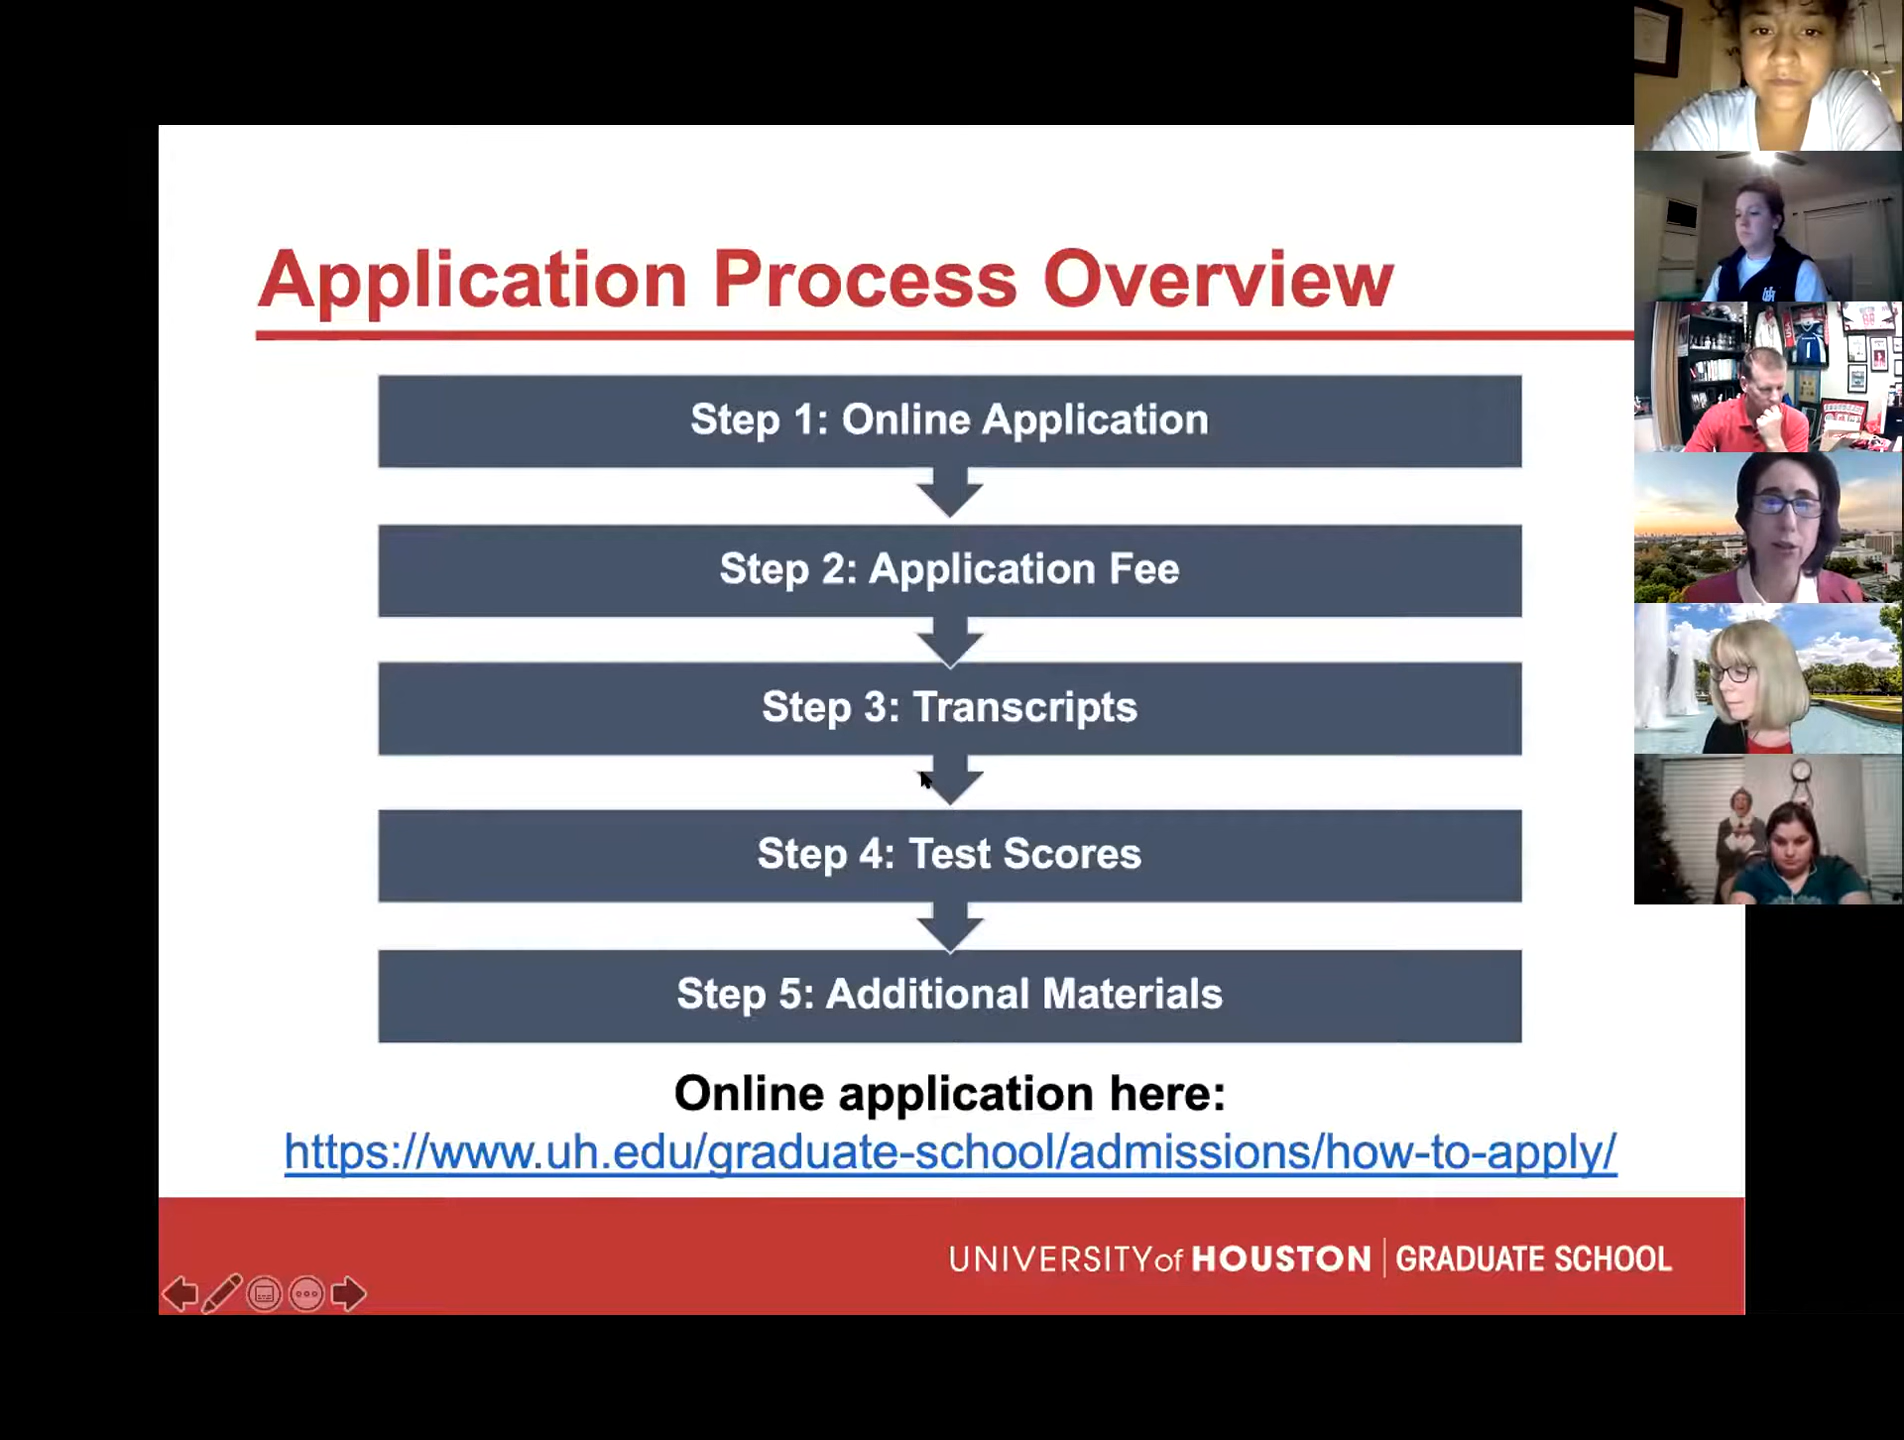 Application Process Overview
Step 1: Online Application
Step 2: Application Fee
Step 3: Transcripts
Step 4: Test Scores
Step 5: Additional Materials
Online application here:
https://www.uh.edu/graduate-school/admissions/how-to-apply/
UNIVERSITY of HOUSTON | GRADUATE SCHOOL